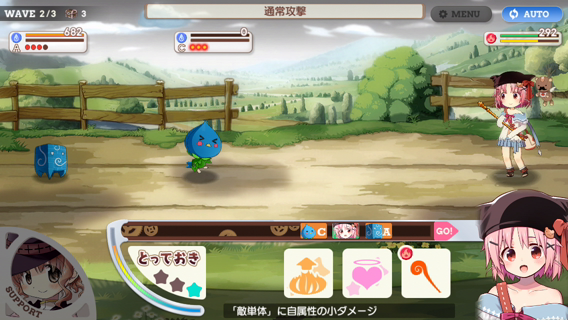 WAVE 2/3
3
通常攻撃
MENU
AUTO
682
A
0
C
292
C
A
GO!
とっておき
SUPPORT
「敵単体」に自属性の小ダメージ